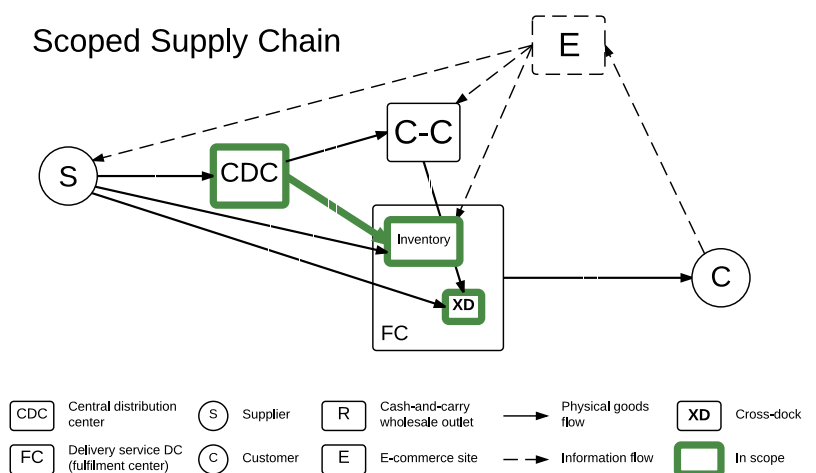 Scoped Supply Chain
E
C-C
S
CDC
Inventory
C
XD
FC
CDC
Central distribution
center
S
Supplier
R
Cash-and-carry
wholesale outlet
Physical goods
flow
XD
Cross-dock
FC
Delivery service DC
(fulfilment center)
C
Customer
E
E-commerce site
Information flow
In scope